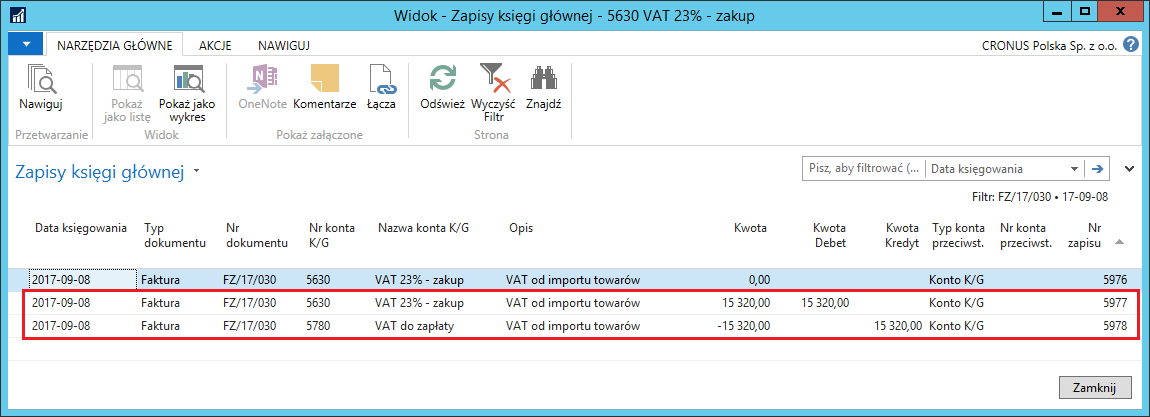 Widok - Zapisy księgi głównej - 5630 VAT 23% - zakup
NARZĘDZIA GŁÓWNE AKCJE NAWIGUJ CRONUS Polska Sp. z o.o.
Nawiguj Pokaż jako listę Pokaż jako wykres OneNote Komentarze Łącza Odśwież Wyczyść Filtr Znajdź
Przetwarzanie Widok Pokaż załączone Strona
Zapisy księgi głównej Pisz, aby filtrować (... Data księgowania
Filtr: FZ/17/030 • 17-09-08
Data księgowania Typ dokumentu Nr dokumentu Nr konta K/G Nazwa konta K/G Opis Kwota Kwota Debet Kwota Kredyt Typ konta przeciwst. Nr konta przeciwst. Nr zapisu
2017-09-08 Faktura FZ/17/030 5630 VAT 23% - zakup VAT od importu towarów 0,00 Konto K/G 5976
2017-09-08 Faktura FZ/17/030 5630 VAT 23% - zakup VAT od importu towarów 15 320,00 15 320,00 Konto K/G 5977
2017-09-08 Faktura FZ/17/030 5780 VAT do zapłaty VAT od importu towarów -15 320,00 15 320,00 Konto K/G 5978
Zamknij